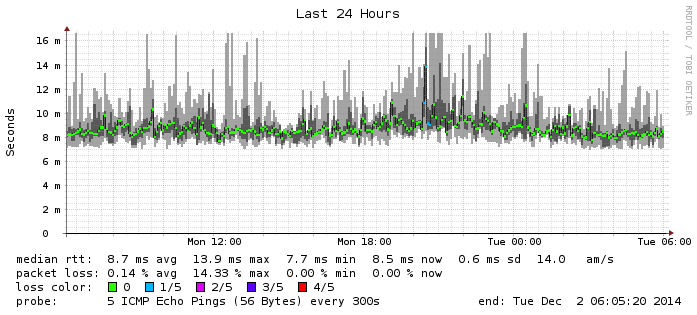 Last 24 Hours
RRDTOOL / TOBI OETIKER
Seconds
16 m
14 m
12 m
10 m
8 m
6 m
4 m
2 m
0
Mon 12:00 Mon 18:00 Tue 00:00 Tue 06:00
median rtt: 8.7 ms avg 13.9 ms max 7.7 ms min 8.5 ms now 0.6 ms sd 14.0 am/s
packet loss: 0.14 % avg 14.33 % max 0.00 % min 0.00 % now
loss color: 0 1/5 2/5 3/5 4/5
probe: 5 ICMP Echo Pings (56 Bytes) every 300s end: Tue Dec 2 06:05:20 2014